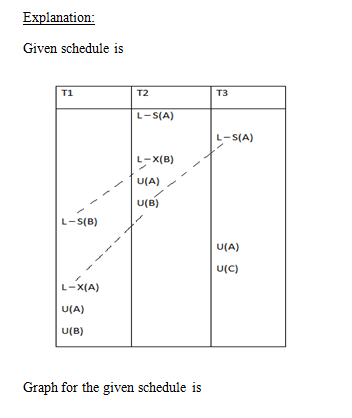 Explanation:
Given schedule is
T1 T2 T3
L-S(A)
L-S(A)
L-X(B)
U(A)
U(B)
L-S(B)
U(A)
U(C)
L-X(A)
U(A)
U(B)
Graph for the given schedule is